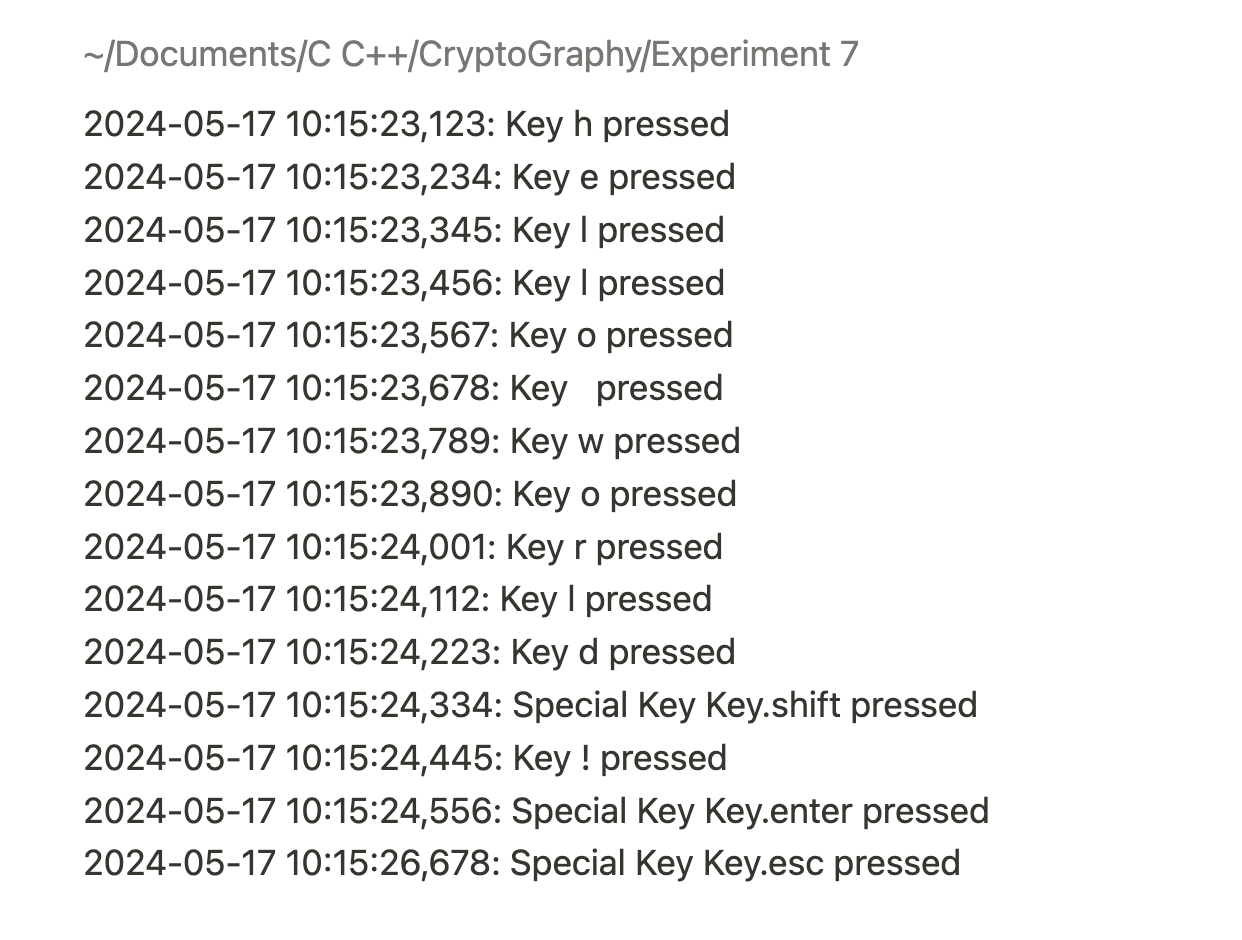 ~/Documents/C C++/CryptoGraphy/Experiment 7
2024-05-17 10:15:23,123: Key h pressed
2024-05-17 10:15:23,234: Key e pressed
2024-05-17 10:15:23,345: Key l pressed
2024-05-17 10:15:23,456: Key l pressed
2024-05-17 10:15:23,567: Key o pressed
2024-05-17 10:15:23,678: Key   pressed
2024-05-17 10:15:23,789: Key w pressed
2024-05-17 10:15:23,890: Key o pressed
2024-05-17 10:15:24,001: Key r pressed
2024-05-17 10:15:24,112: Key l pressed
2024-05-17 10:15:24,223: Key d pressed
2024-05-17 10:15:24,334: Special Key Key.shift pressed
2024-05-17 10:15:24,445: Key ! pressed
2024-05-17 10:15:24,556: Special Key Key.enter pressed
2024-05-17 10:15:26,678: Special Key Key.esc pressed